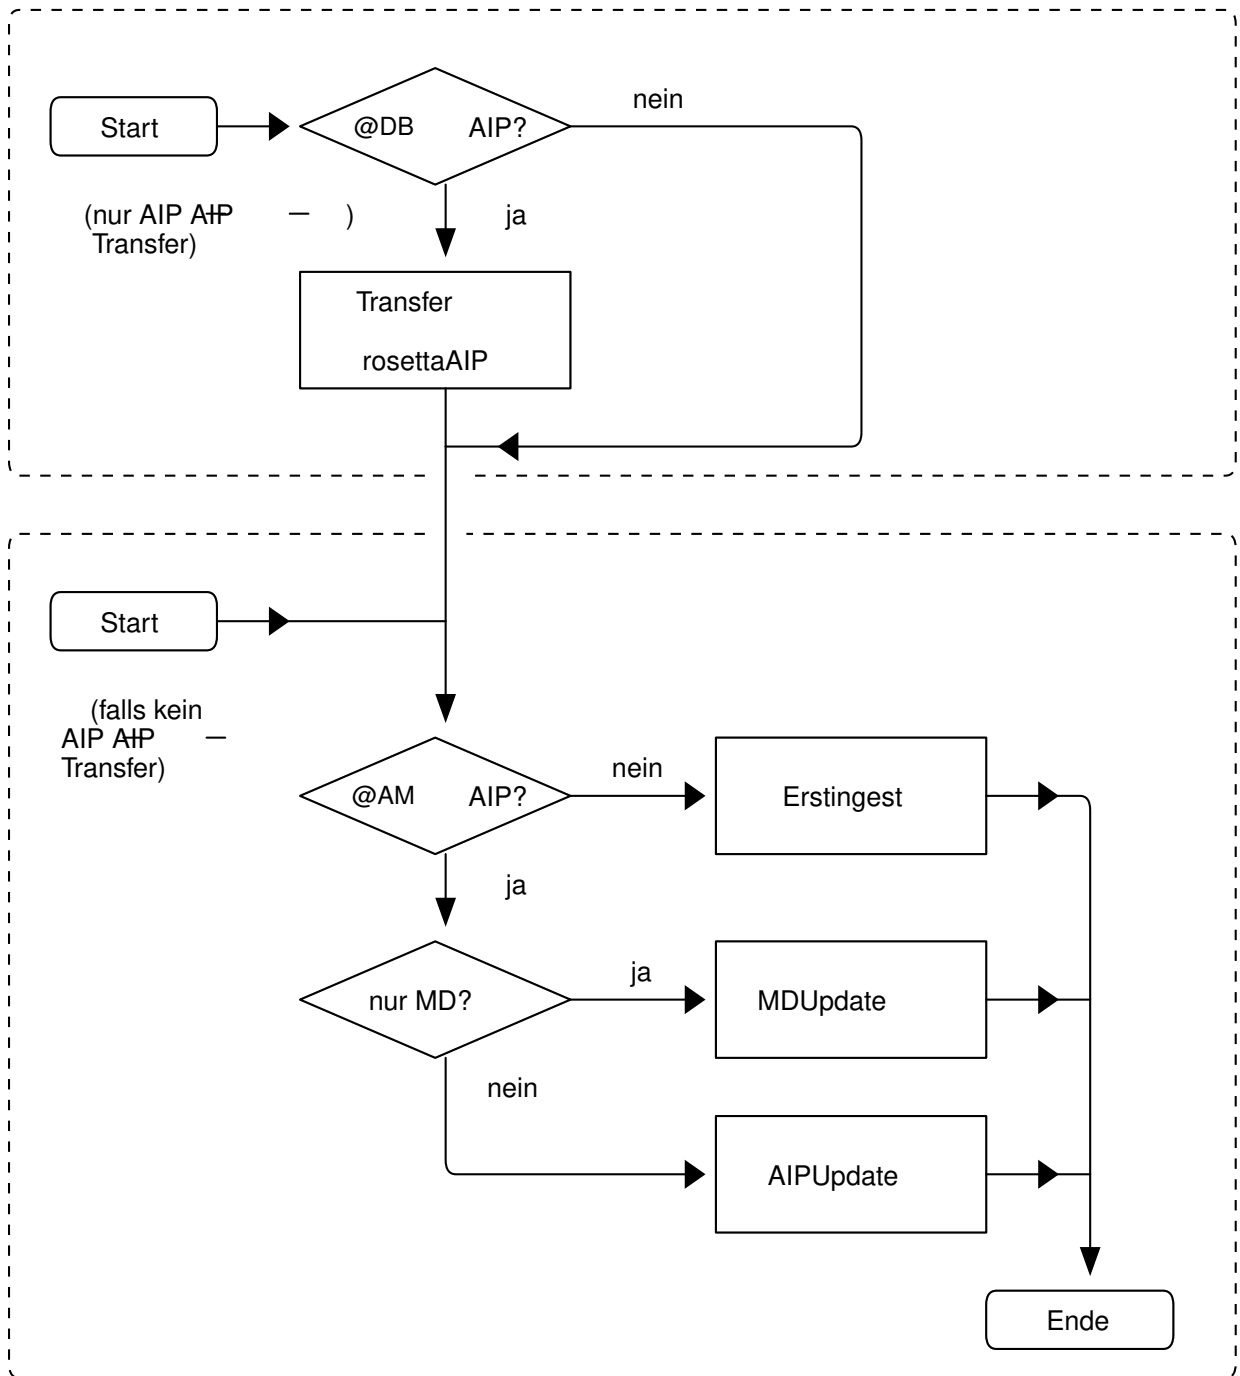 nein
Start
@DB AIP?
(nur AIP AIP — )
Transfer)
ja
Transfer
rosettaAIP
Start
(falls kein
AIP AIP —
Transfer)
nein
@AM AIP?
Erstingest
ja
ja
nur MD?
MDUpdate
nein
AIPUpdate
Ende